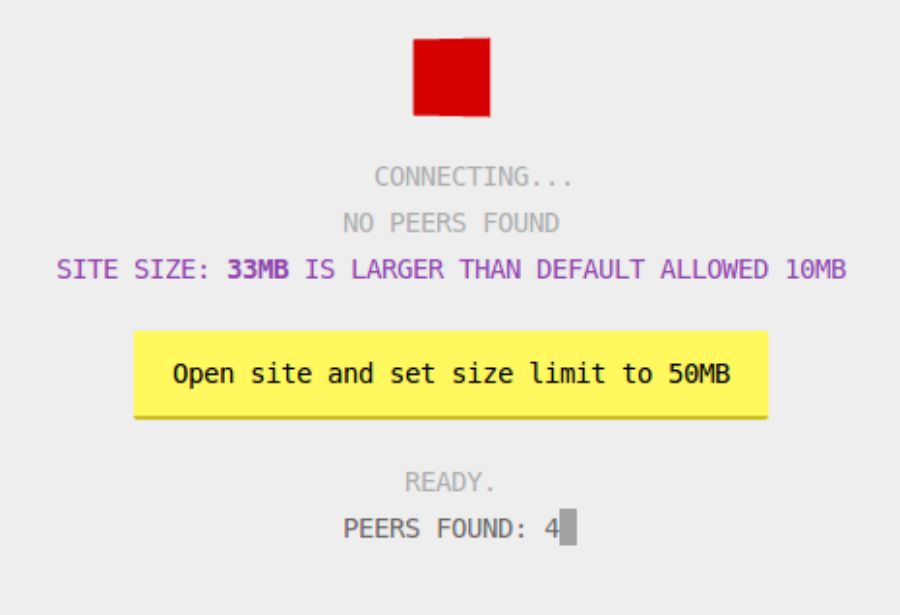 CONNECTING...
NO PEERS FOUND
SITE SIZE: 33MB IS LARGER THAN DEFAULT ALLOWED 10MB
Open site and set size limit to 50MB
READY.
PEERS FOUND: 4